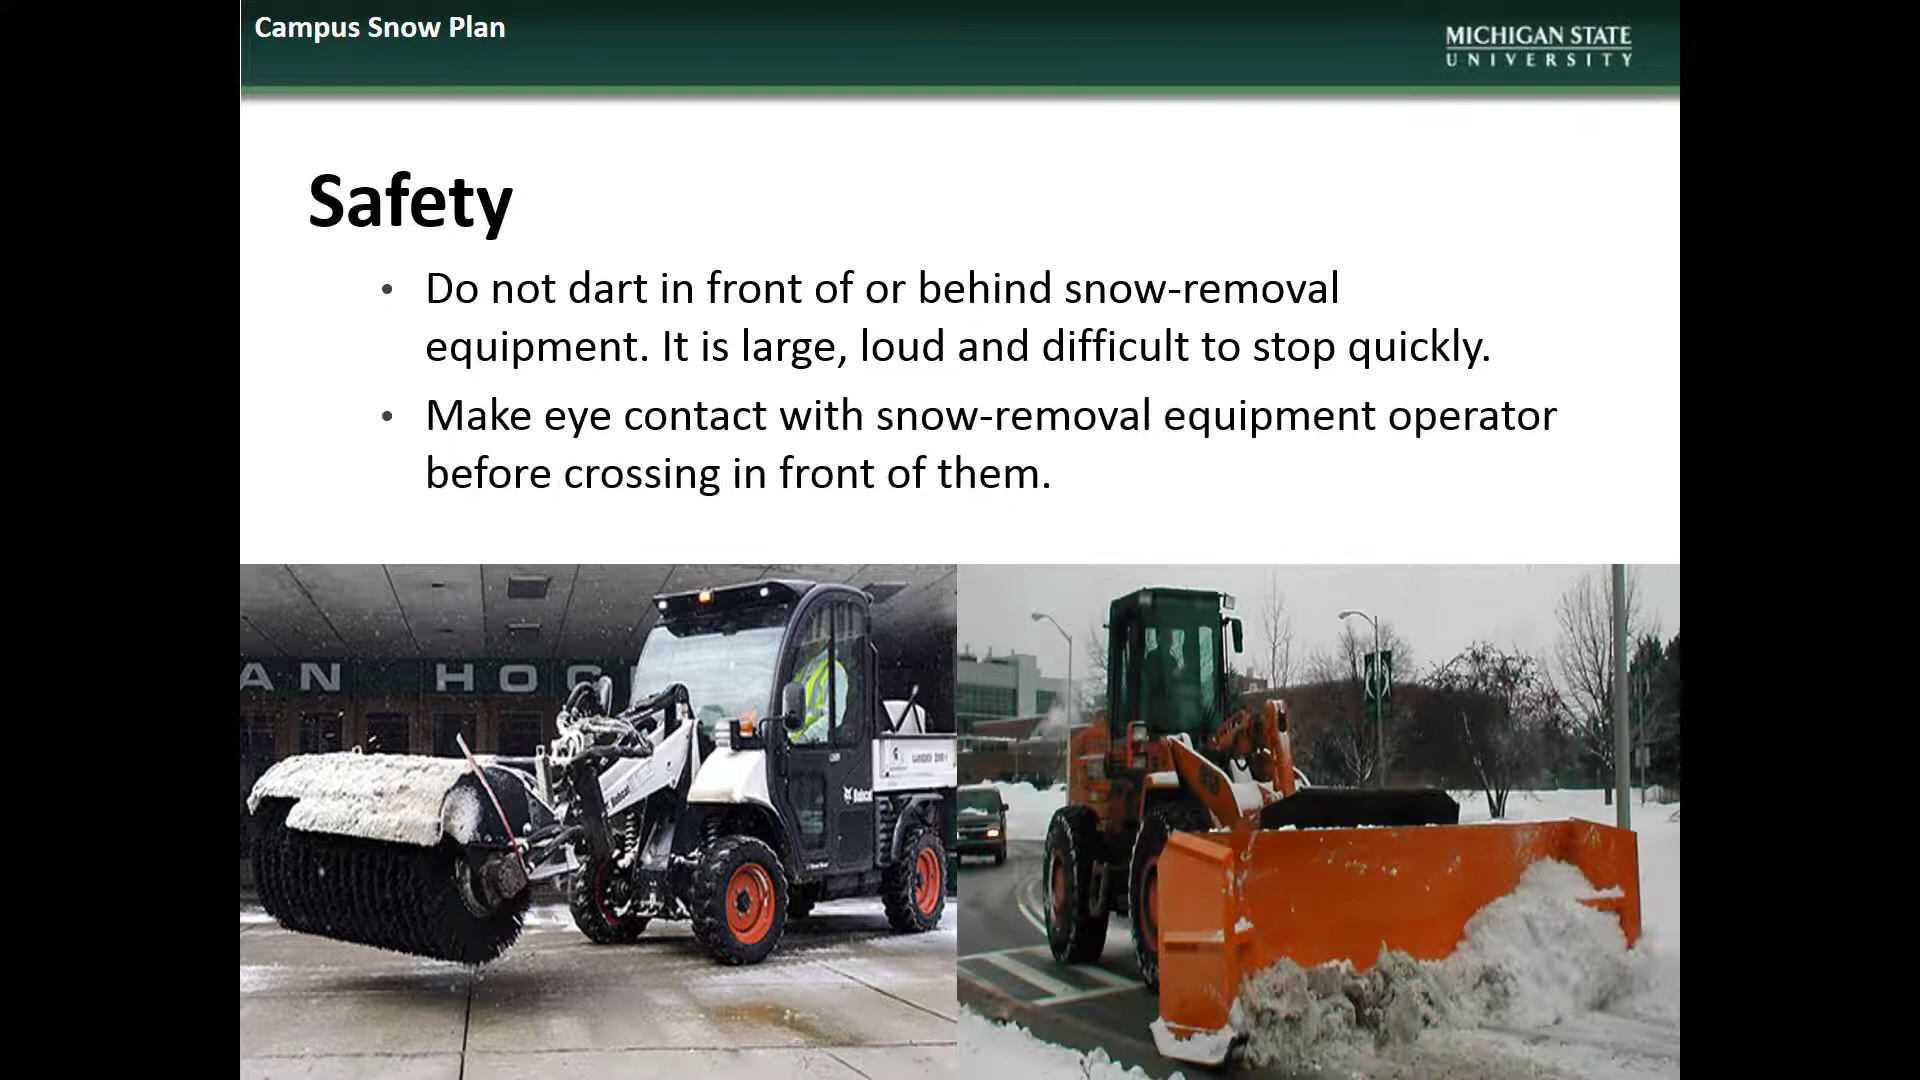 Campus Snow Plan
MICHIGAN STATE
UNIVERSITY
Safety
• Do not dart in front of or behind snow-removal
equipment. It is large, loud and difficult to stop quickly.
• Make eye contact with snow-removal equipment operator
before crossing in front of them.
AN HOC
Bobcat
Bobcat